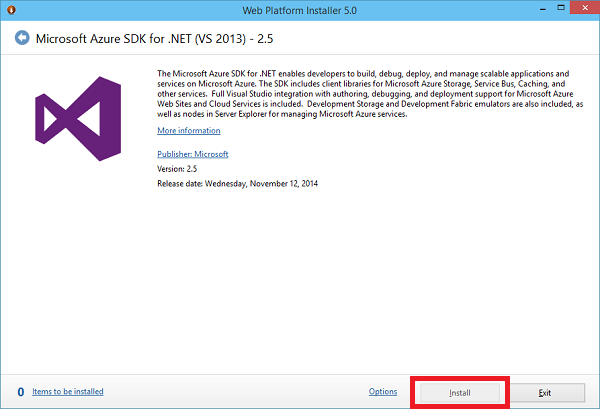 Web Platform Installer 5.0
Microsoft Azure SDK for .NET (VS 2013) - 2.5
The Microsoft Azure SDK for .NET enables developers to build, debug, deploy, and manage scalable applications and
services on Microsoft Azure. The SDK includes client libraries for Microsoft Azure Storage, Service Bus, Caching, and
other services. Full Visual Studio integration with authoring, debugging, and deployment support for Microsoft Azure
Web Sites and Cloud Services is included. Development Storage and Development Fabric emulators are also included, as
well as nodes in Server Explorer for managing Microsoft Azure services.
More information
Publisher: Microsoft
Version: 2.5
Release date: Wednesday, November 12, 2014
0 Items to be installed Options Install Exit